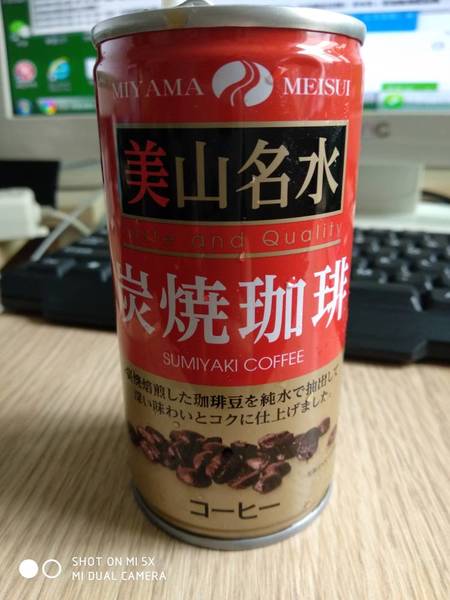 MIYAMA MEISUI
美山名水
Taste and Quality
炭焼珈琲
SUMIYAKI COFFEE
炭焼焙煎した珈琲豆を純水で抽出して
深い味わいとコクに仕上げました。
コーヒー
SHOT ON MI 5X
MI DUAL CAMERA